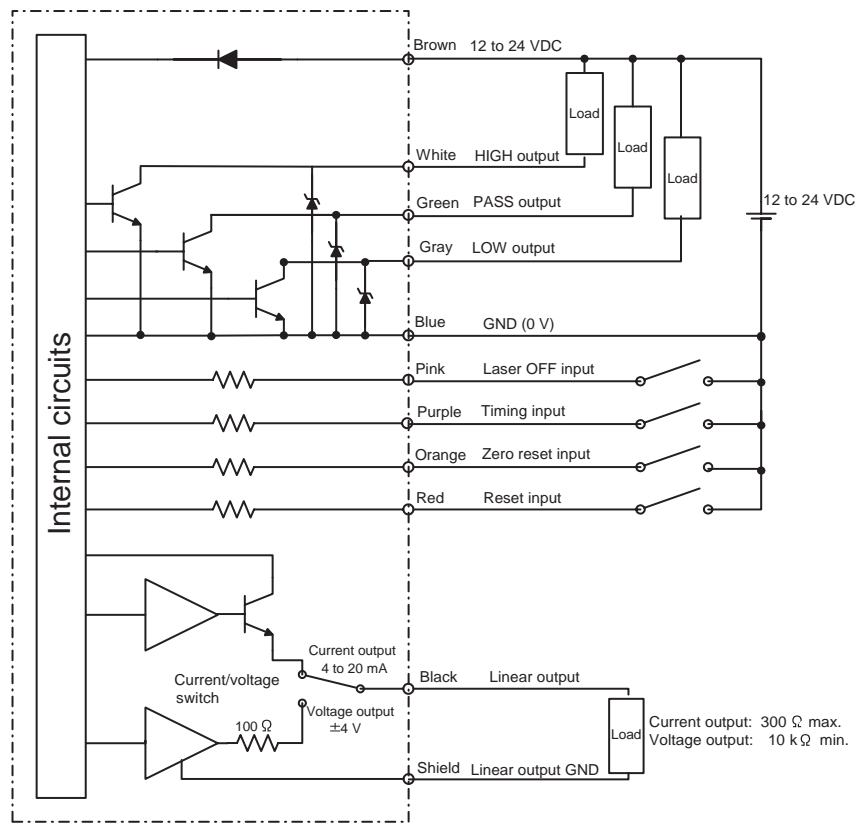 Internal circuits
Brown 12 to 24 VDC
Load
Load
Load
White HIGH output
Green PASS output
Gray LOW output
12 to 24 VDC
Blue GND (0 V)
Pink Laser OFF input
Purple Timing input
Orange Zero reset input
Red Reset input
Current output
4 to 20 mA
Current/voltage
switch
Voltage output
±4 V
100 Ω
Black Linear output
Load
Current output: 300 Ω max.
Voltage output: 10 kΩ min.
Shield Linear output GND